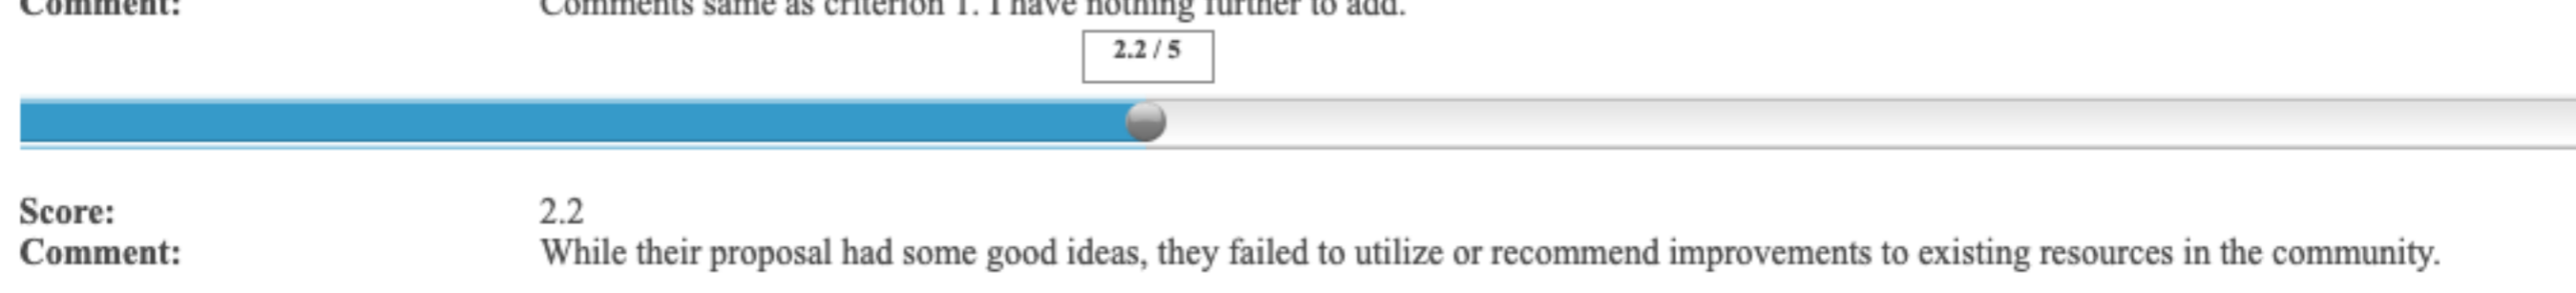 Comment: Comments same as criterion 1. I have nothing further to add.
2.2 / 5
Score: 2.2
Comment: While their proposal had some good ideas, they failed to utilize or recommend improvements to existing resources in the community.